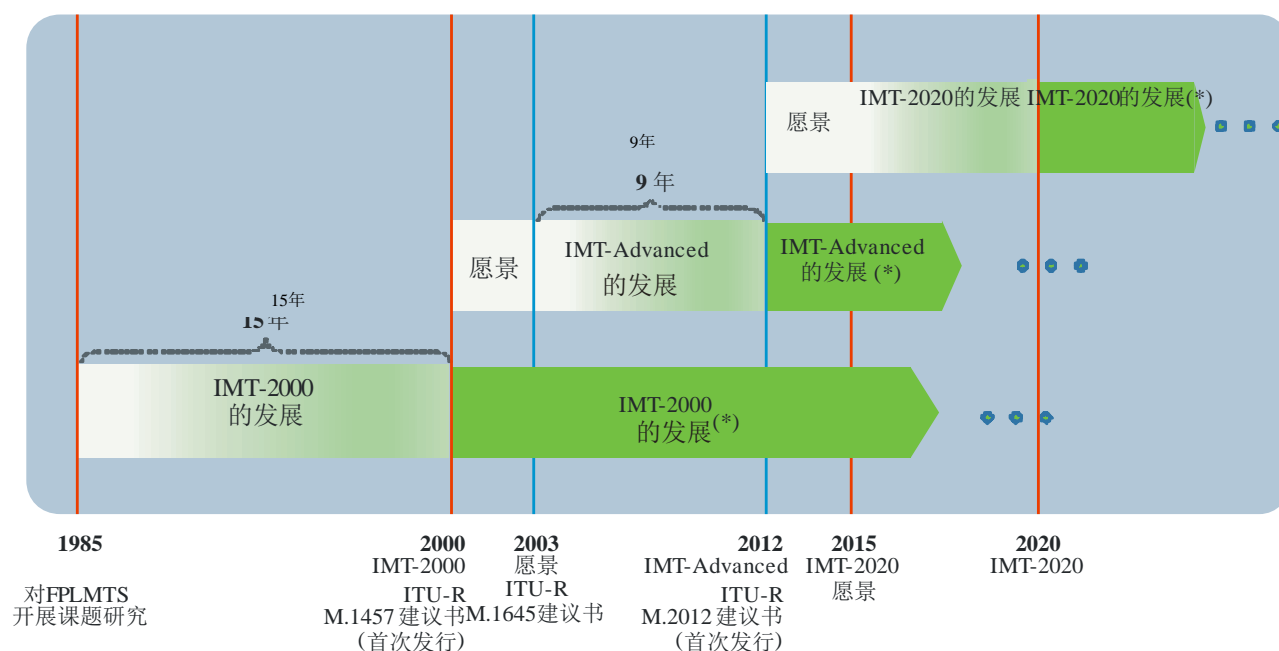 IMT-2020的发展 IMT-2020的发展(*)
愿景
9年
9 年
愿景
IMT-Advanced
的发展
IMT-Advanced
的发展 (*)
15年
15 年
IMT-2000
的发展
IMT-2000
的发展(*)
1985
对FPLMTS
开展课题研究
2000
IMT-2000
ITU-R
M.1457 建议书
(首次发行)
2003
愿景
ITU-R
M.1645建议书
2012
IMT-Advanced
ITU-R
M.2012 建议书
(首次发行)
2015
IMT-2020
愿景
2020
IMT-2020